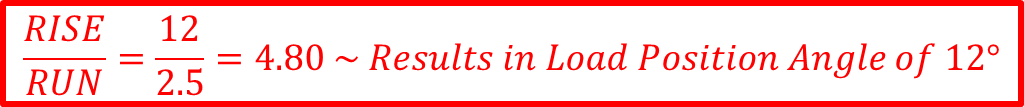 RISE/RUN = 12/2.5 = 4.80 ~ Results in Load Position Angle of 12°